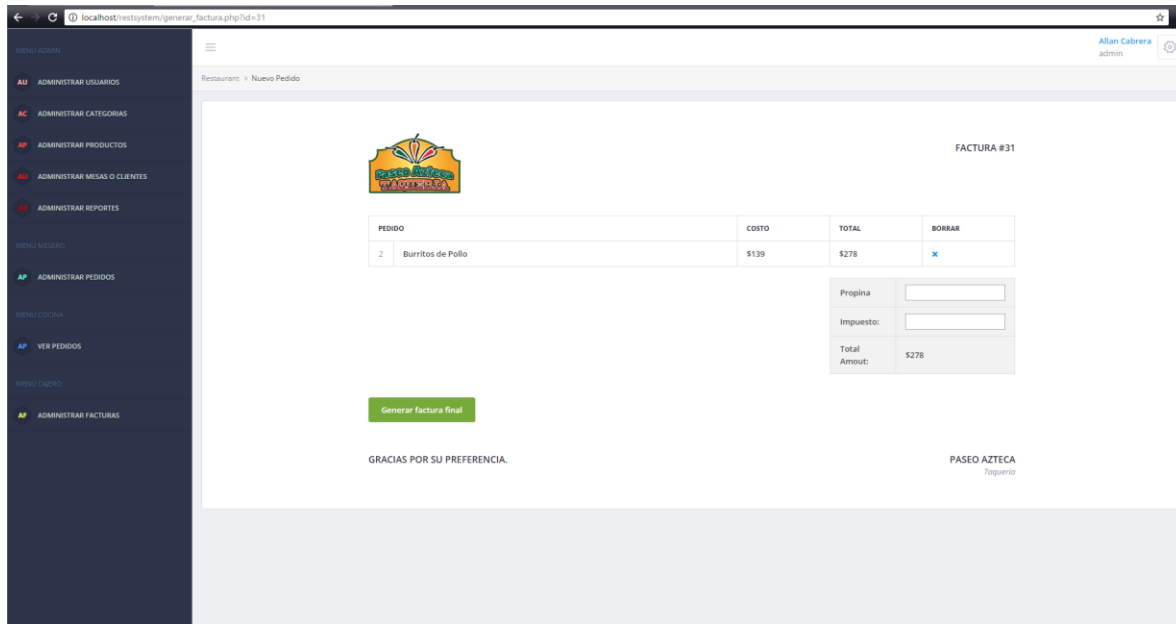 localhost/restsystem/generar_factura.php?id=31
MENU ADMIN
AU ADMINISTRAR USUARIOS
AC ADMINISTRAR CATEGORIAS
AP ADMINISTRAR PRODUCTOS
AU ADMINISTRAR MESAS O CLIENTES
AR ADMINISTRAR REPORTES
MENU MESERO
AP ADMINISTRAR PEDIDOS
MENU COCINA
AP VER PEDIDOS
MENU CAJERO
AF ADMINISTRAR FACTURAS
Allan Cabrera
admin
Restaurant > Nuevo Pedido
Paseo Azteca
TAQUERIA
FACTURA #31
PEDIDO COSTO TOTAL BORRAR
2 Burritos de Pollo $139 $278
Propina
Impuesto:
Total
Amout: $278
Generar factura final
GRACIAS POR SU PREFERENCIA.
PASEO AZTECA
Taqueria